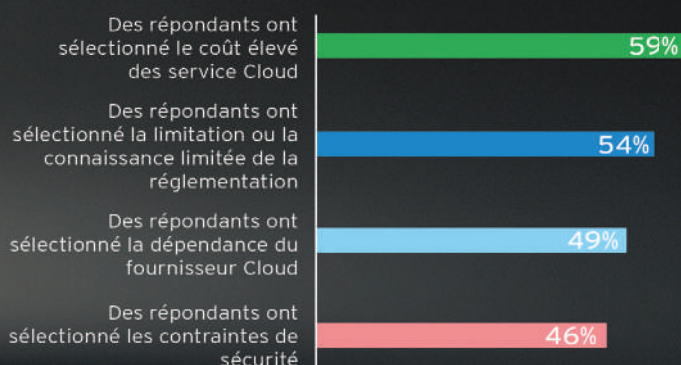 Des répondants ont
sélectionné le coût élevé
des service Cloud
59%
Des répondants ont
sélectionné la limitation ou la
connaissance limitée de la
réglementation
54%
Des répondants ont
sélectionné la dépendance du
fournisseur Cloud
49%
Des répondants ont
sélectionné les contraintes de
sécurité
46%